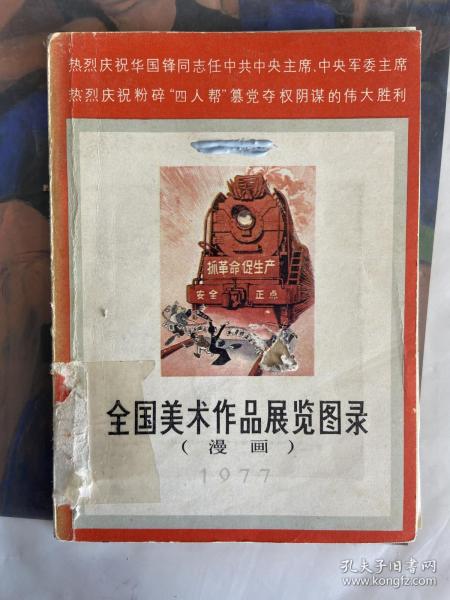 热烈庆祝华国锋同志任中共中央主席、中央军委主席
热烈庆祝粉碎“四人帮”篡党夺权阴谋的伟大胜利
抓革命促生产
安全 正点
全国美术作品展览图录
(漫画)
1977
孔夫子旧书网
www.kongfz.com